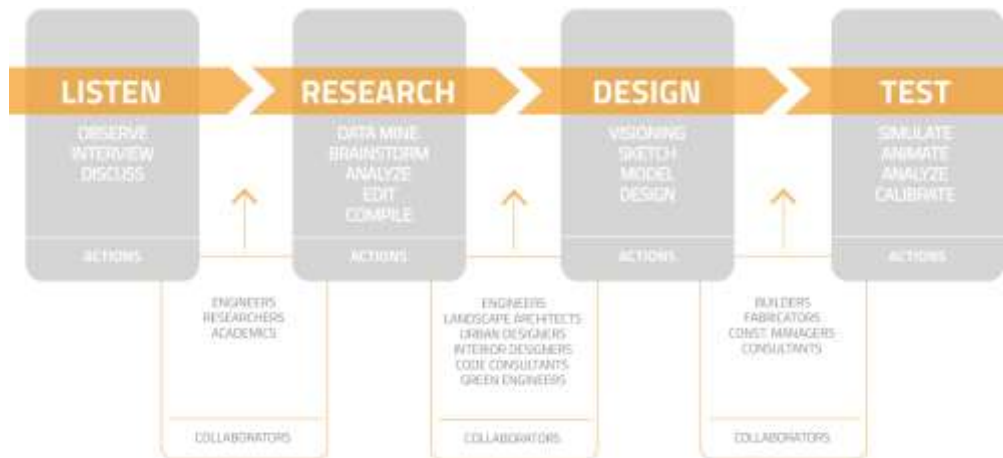 LISTEN
OBSERVE
INTERVIEW
DISCUSS
ACTIONS
RESEARCH
DATA MINE
BRAINSTORM
ANALYZE
EDIT
COMPILE
ACTIONS
DESIGN
VISIONING
SKETCH
MODEL
DESIGN
ACTIONS
TEST
SIMULATE
ANIMATE
ANALYZE
CALIBRATE
ACTIONS
ENGINEERS
RESEARCHERS
ACADEMICS
COLLABORATORS
ENGINEERS
LANDSCAPE ARCHITECTS
URBAN DESIGNERS
INTERIOR DESIGNERS
CODE CONSULTANTS
GREEN ENGINEERS
COLLABORATORS
BUILDERS
FABRICATORS
CONST. MANAGERS
CONSULTANTS
COLLABORATORS